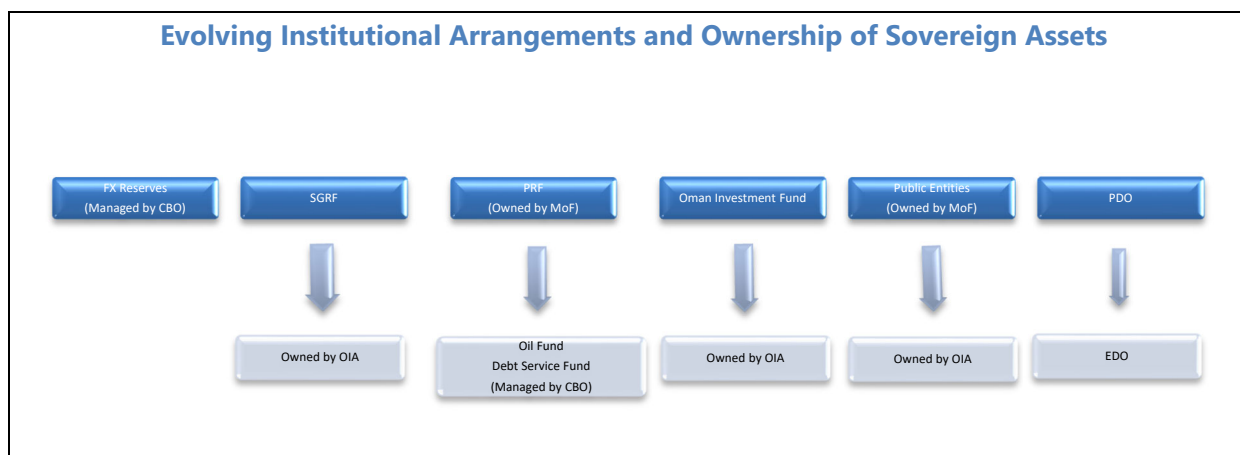 Evolving Institutional Arrangements and Ownership of Sovereign Assets
FX Reserves
(Managed by CBO)
SGRF
PRF
(Owned by MoF)
Oman Investment Fund
Public Entities
(Owned by MoF)
PDO
Owned by OIA
Oil Fund
Debt Service Fund
(Managed by CBO)
Owned by OIA
Owned by OIA
EDO